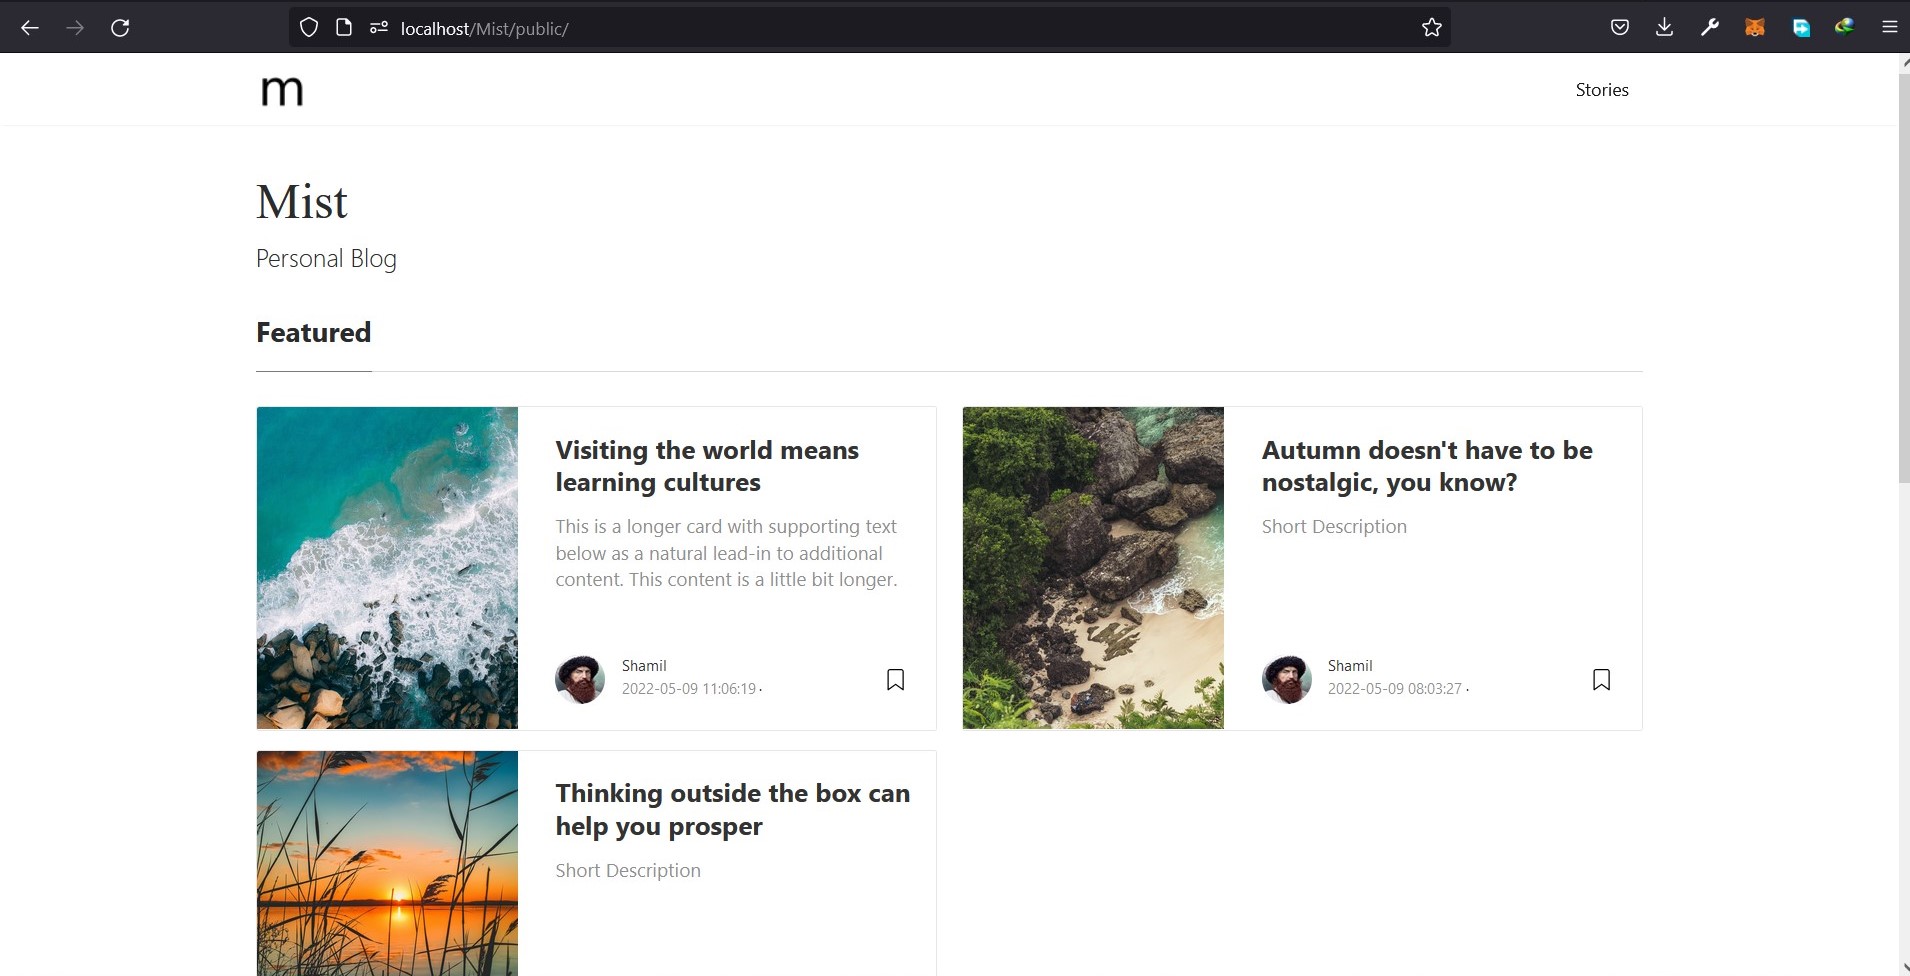 localhost/Mist/public/
m
Stories
Mist
Personal Blog
Featured
Visiting the world means
learning cultures
This is a longer card with supporting text
below as a natural lead-in to additional
content. This content is a little bit longer.
Shamil
2022-05-09 11:06:19 ·
Autumn doesn't have to be
nostalgic, you know?
Short Description
Shamil
2022-05-09 08:03:27 ·
Thinking outside the box can
help you prosper
Short Description